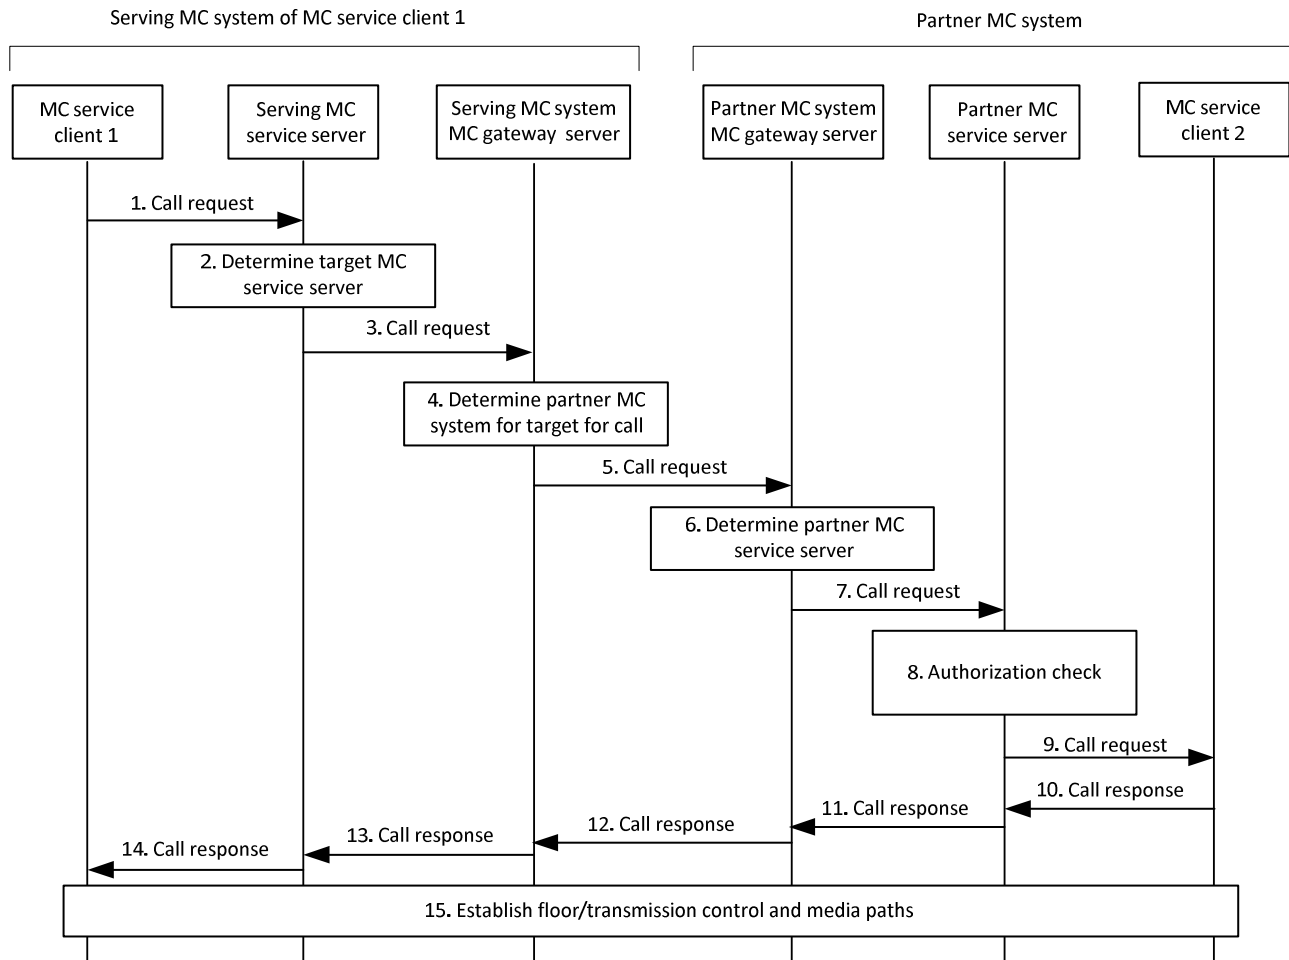 Serving MC system of MC service client 1
Partner MC system
MC service
client 1
Serving MC
service server
Serving MC system
MC gateway server
Partner MC system
MC gateway server
Partner MC
service server
MC service
client 2
1. Call request
2. Determine target MC
service server
3. Call request
4. Determine partner MC
system for target for call
5. Call request
6. Determine partner MC
service server
7. Call request
8. Authorization check
9. Call request
10. Call response
11. Call response
12. Call response
13. Call response
14. Call response
15. Establish floor/transmission control and media paths